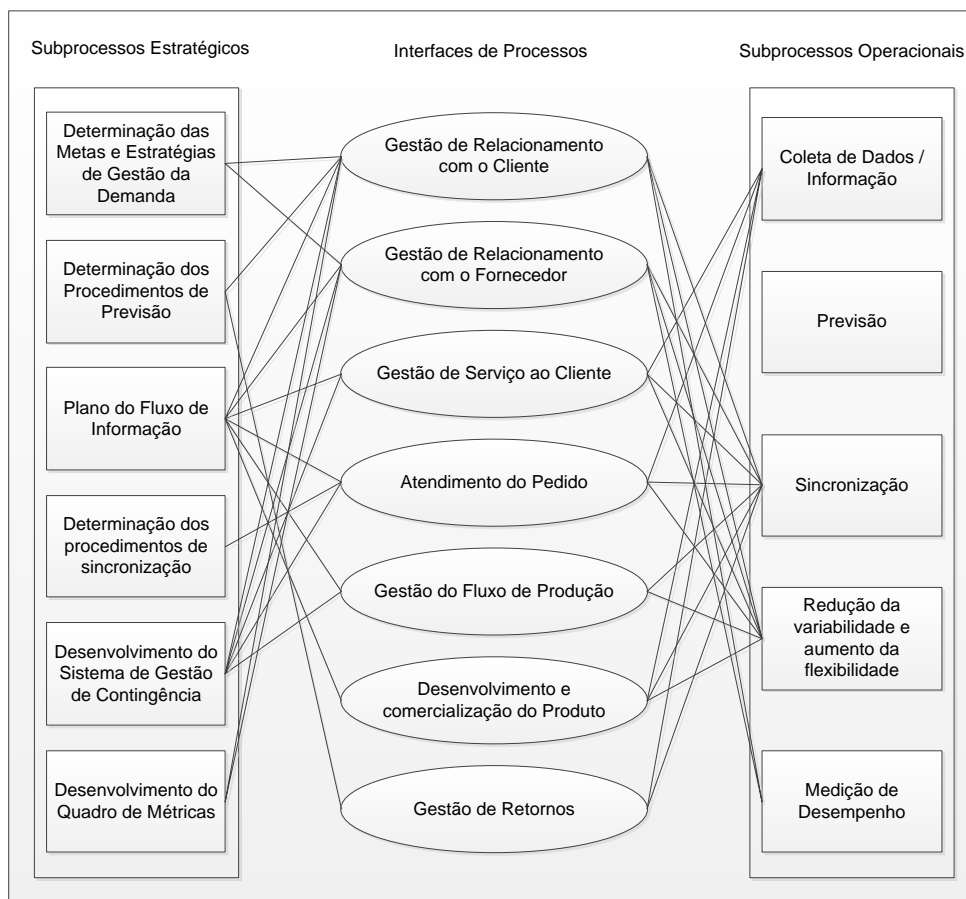 Subprocessos Estratégicos
Interfaces de Processos
Subprocessos Operacionais
Determinação das
Metas e Estratégias
de Gestão da
Demanda
Determinação dos
Procedimentos de
Previsão
Plano do Fluxo de
Informação
Determinação dos
procedimentos de
sincronização
Desenvolvimento do
Sistema de Gestão
de Contingência
Desenvolvimento do
Quadro de Métricas
Gestão de Relacionamento
com o Cliente
Gestão de Relacionamento
com o Fornecedor
Gestão de Serviço ao Cliente
Atendimento do Pedido
Gestão do Fluxo de Produção
Desenvolvimento e
comercialização do Produto
Gestão de Retornos
Coleta de Dados /
Informação
Previsão
Sincronização
Redução da
variabilidade e
aumento da
flexibilidade
Medição de
Desempenho